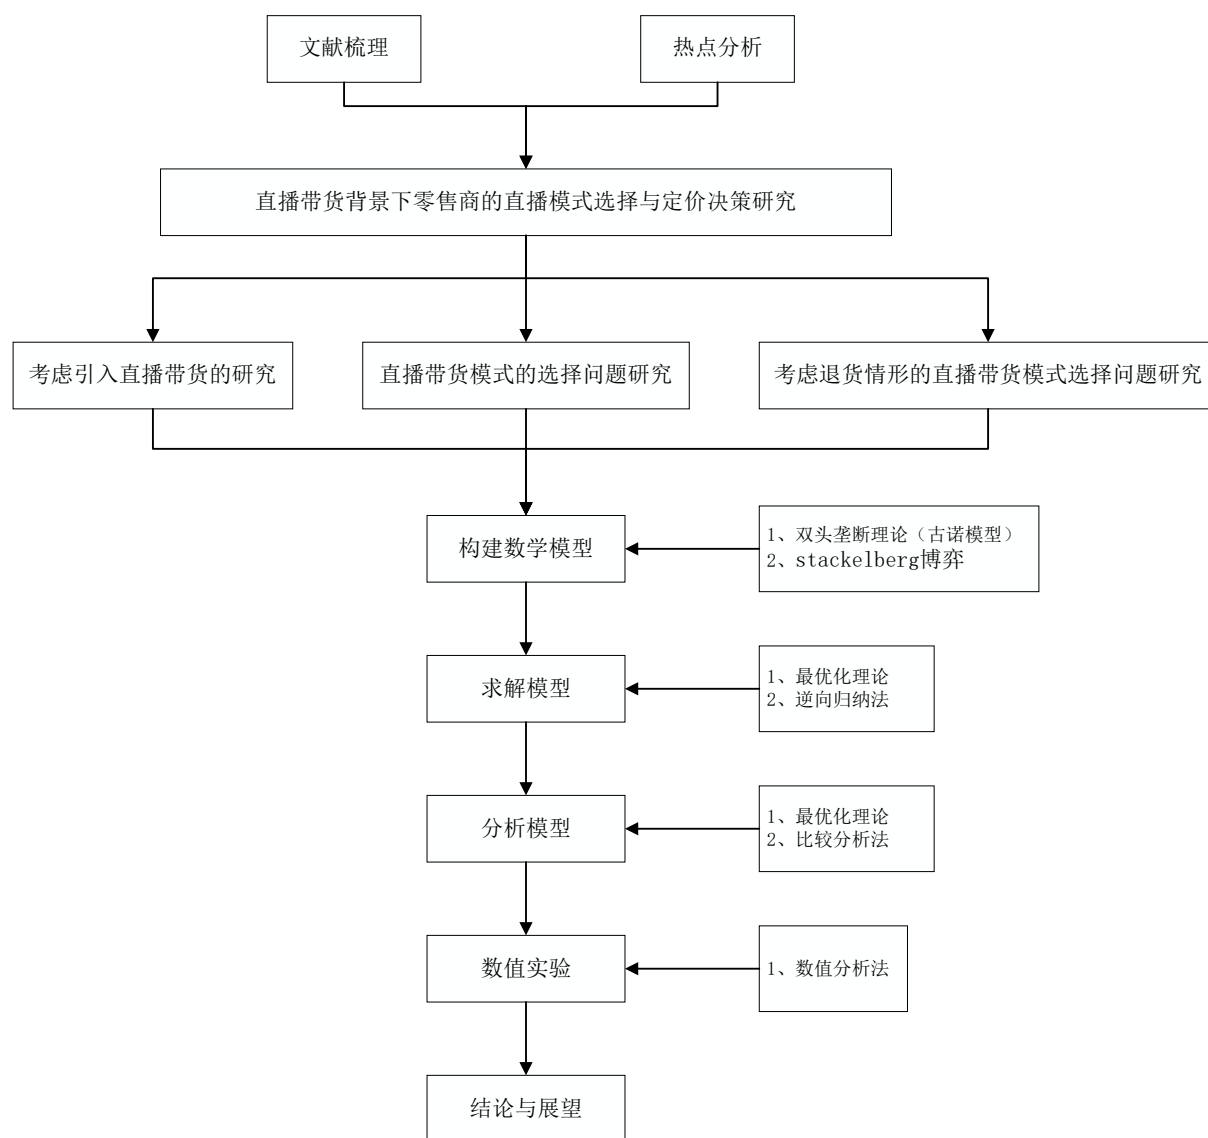 文献梳理
热点分析
直播带货背景下零售商的直播模式选择与定价决策研究
考虑引入直播带货的研究
直播带货模式的选择问题研究
考虑退货情形的直播带货模式选择问题研究
构建数学模型
1、双头垄断理论（古诺模型）
2、stackelberg博弈
求解模型
1、最优化理论
2、逆向归纳法
分析模型
1、最优化理论
2、比较分析法
数值实验
1、数值分析法
结论与展望